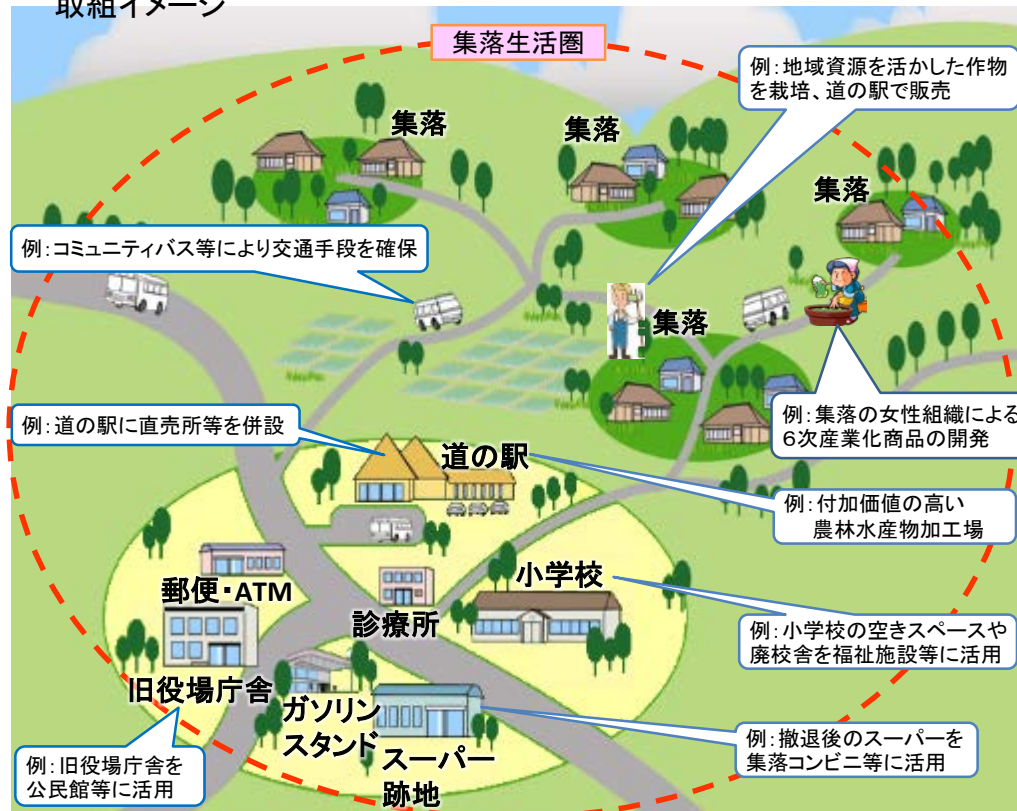 取組イメージ
集落生活圏
例：地域資源を活かした作物
を栽培、道の駅で販売
集落
集落
集落
例：コミュニティバス等により交通手段を確保
集落
例：集落の女性組織による
６次産業化商品の開発
例：道の駅に直売所等を併設
道の駅
例：付加価値の高い
農林水産物加工場
小学校
郵便・ATM
診療所
例：小学校の空きスペースや
廃校舎を福祉施設等に活用
旧役場庁舎
ガソリン
スタンド
スーパー
跡地
例：撤退後のスーパーを
集落コンビニ等に活用
例：旧役場庁舎を
公民館等に活用